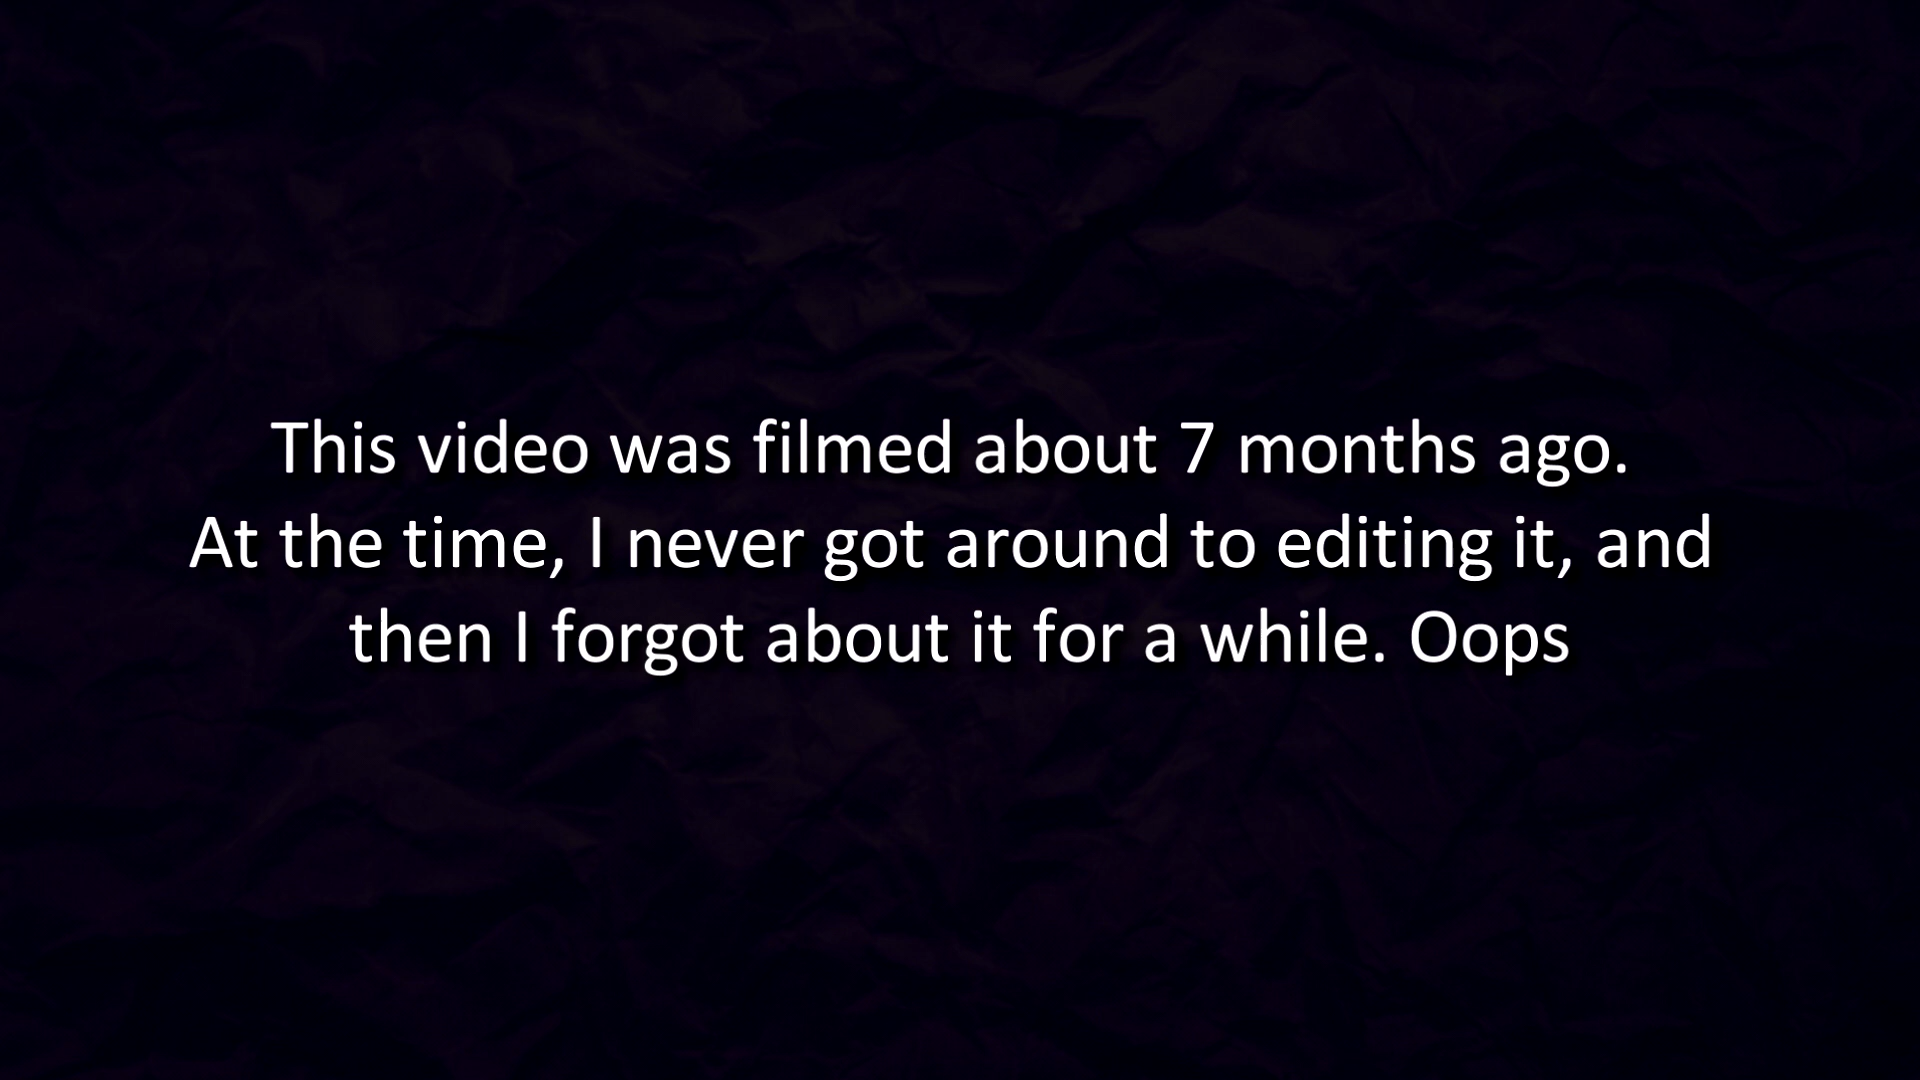 This video was filmed about 7 months ago.
At the time, I never got around to editing it, and
then I forgot about it for a while. Oops